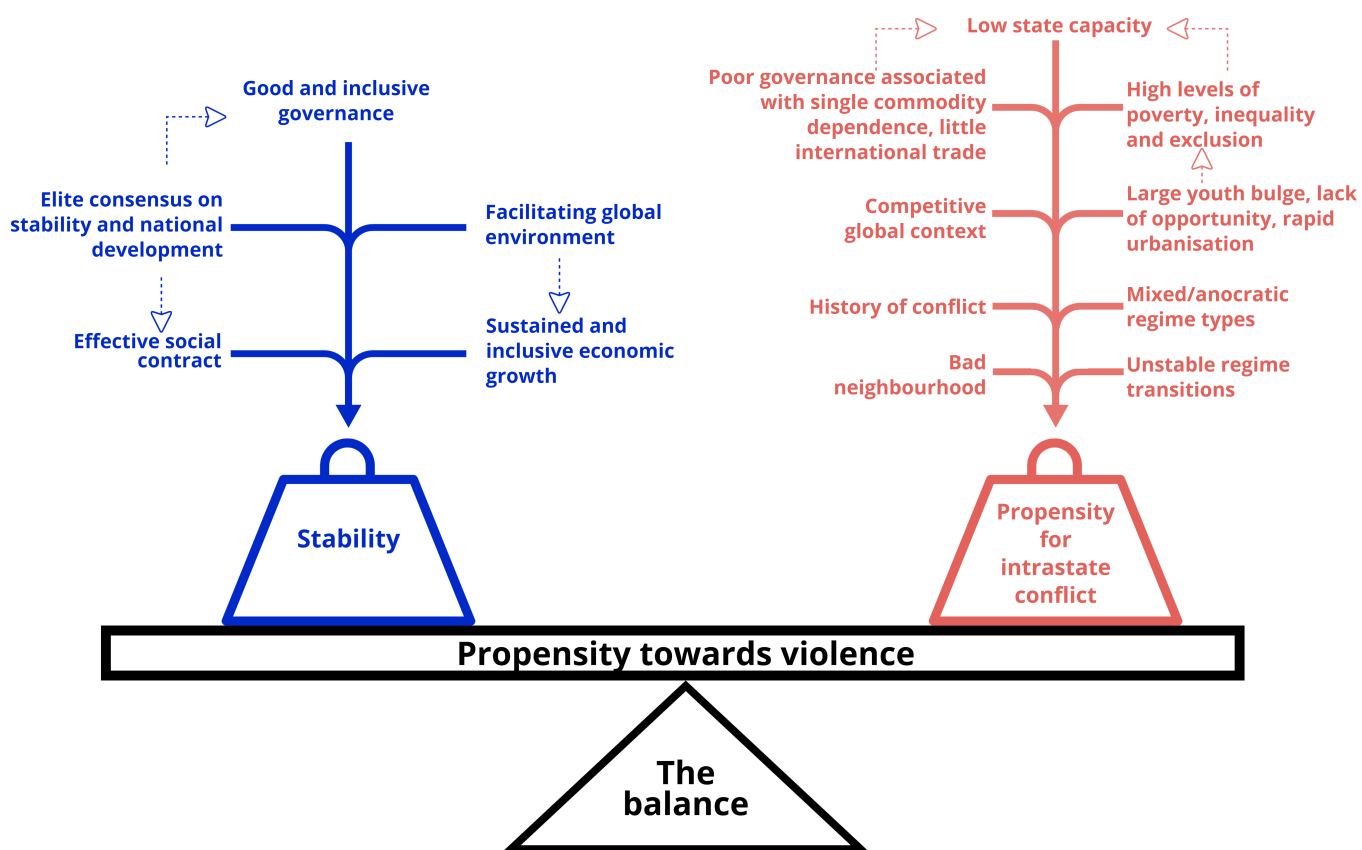 Good and inclusive
governance
Elite consensus on
stability and national
development
Facilitating global
environment
Effective social
contract
Sustained and
inclusive economic
growth
Stability
Low state capacity
Poor governance associated
with single commodity
dependence, little
international trade
High levels of
poverty, inequality
and exclusion
Competitive
global context
Large youth bulge, lack
of opportunity, rapid
urbanisation
History of conflict
Mixed/anocratic
regime types
Bad
neighbourhood
Unstable regime
transitions
Propensity
for
intrastate
conflict
Propensity towards violence
The
balance